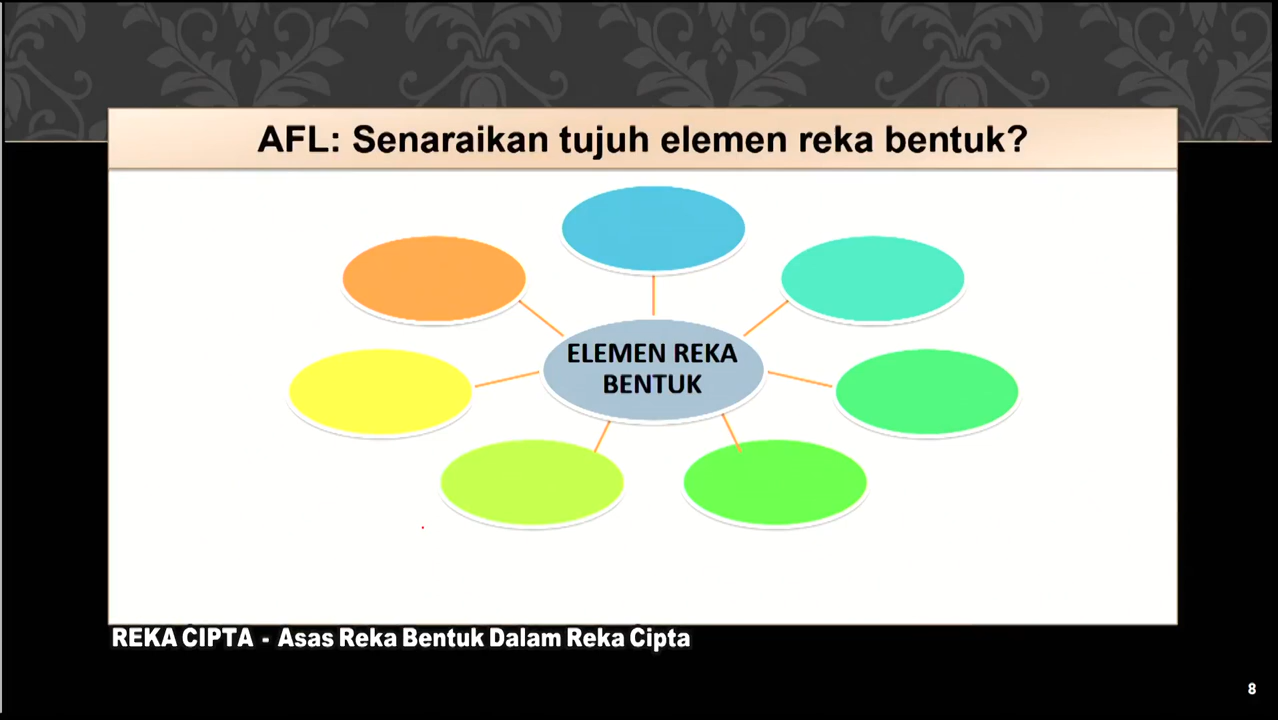 AFL: Senaraikan tujuh elemen reka bentuk?
ELEMEN REKA
BENTUK
REKA CIPTA - Asas Reka Bentuk Dalam Reka Cipta
8